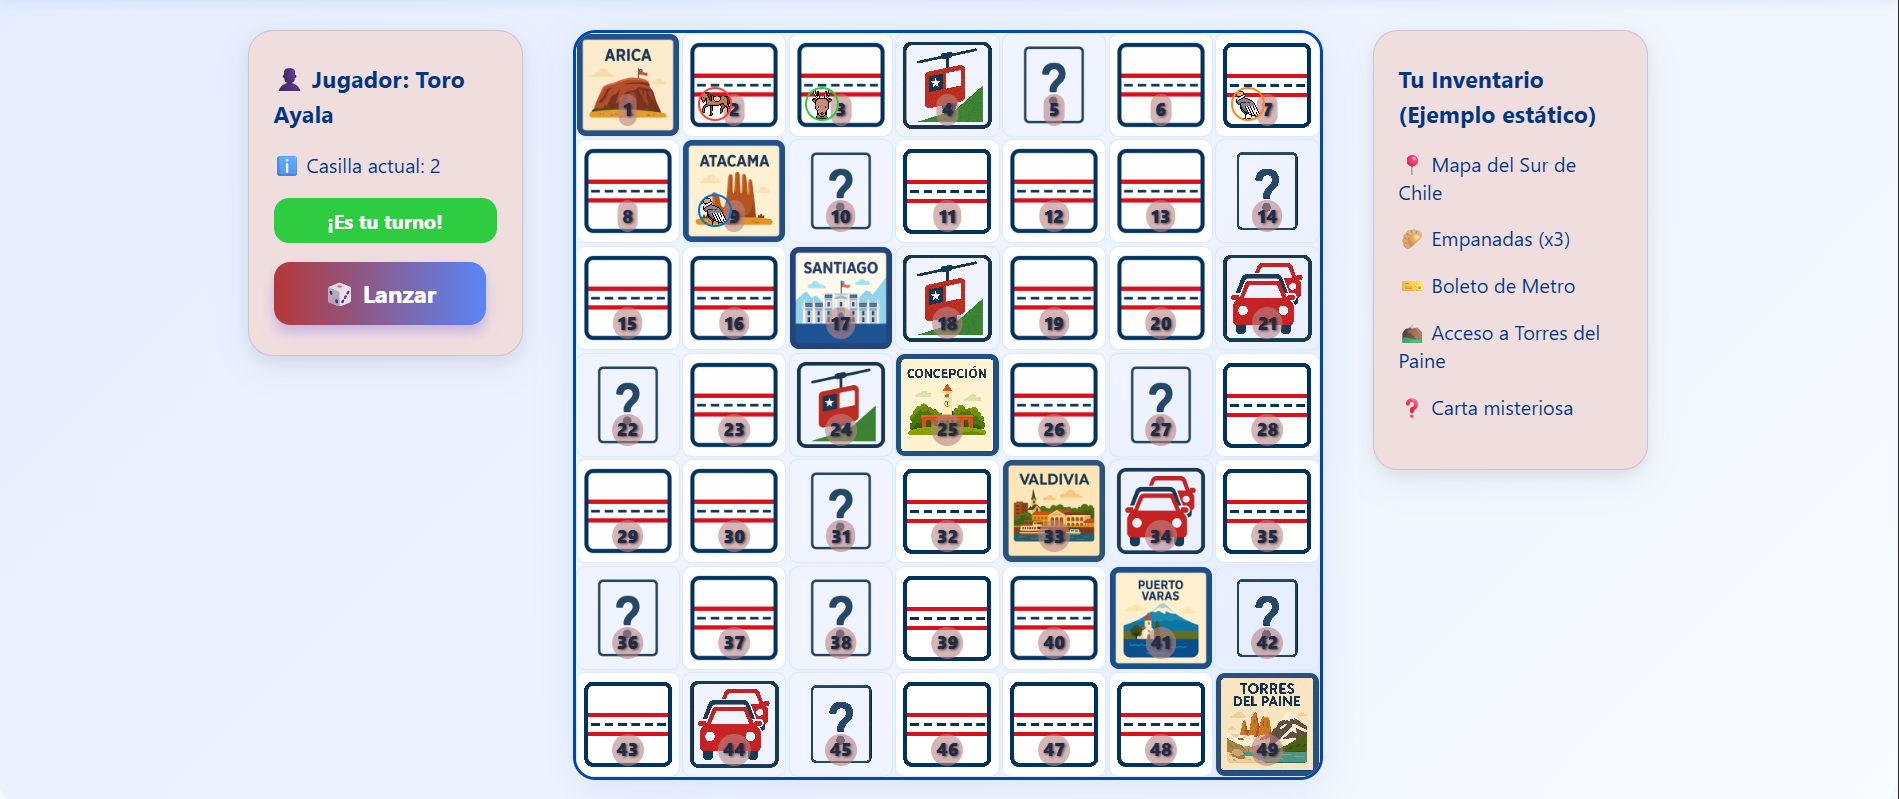 Jugador: Toro
Ayala
Casilla actual: 2
¡Es tu turno!
Lanzar
ARICA
1
2
3
4
?
5
6
7
8
ATACAMA
9
?
10
11
12
13
?
14
15
16
SANTIAGO
17
18
19
20
21
?
22
23
24
CONCEPCIÓN
25
26
?
27
28
29
30
?
31
32
VALDIVIA
33
34
35
?
36
37
?
38
39
40
PUERTO
VARAS
41
?
42
43
44
?
45
46
47
48
TORRES
DEL PAINE
49
Tu Inventario
(Ejemplo estático)
Mapa del Sur de
Chile
Empanadas (x3)
Boleto de Metro
Acceso a Torres del
Paine
Carta misteriosa